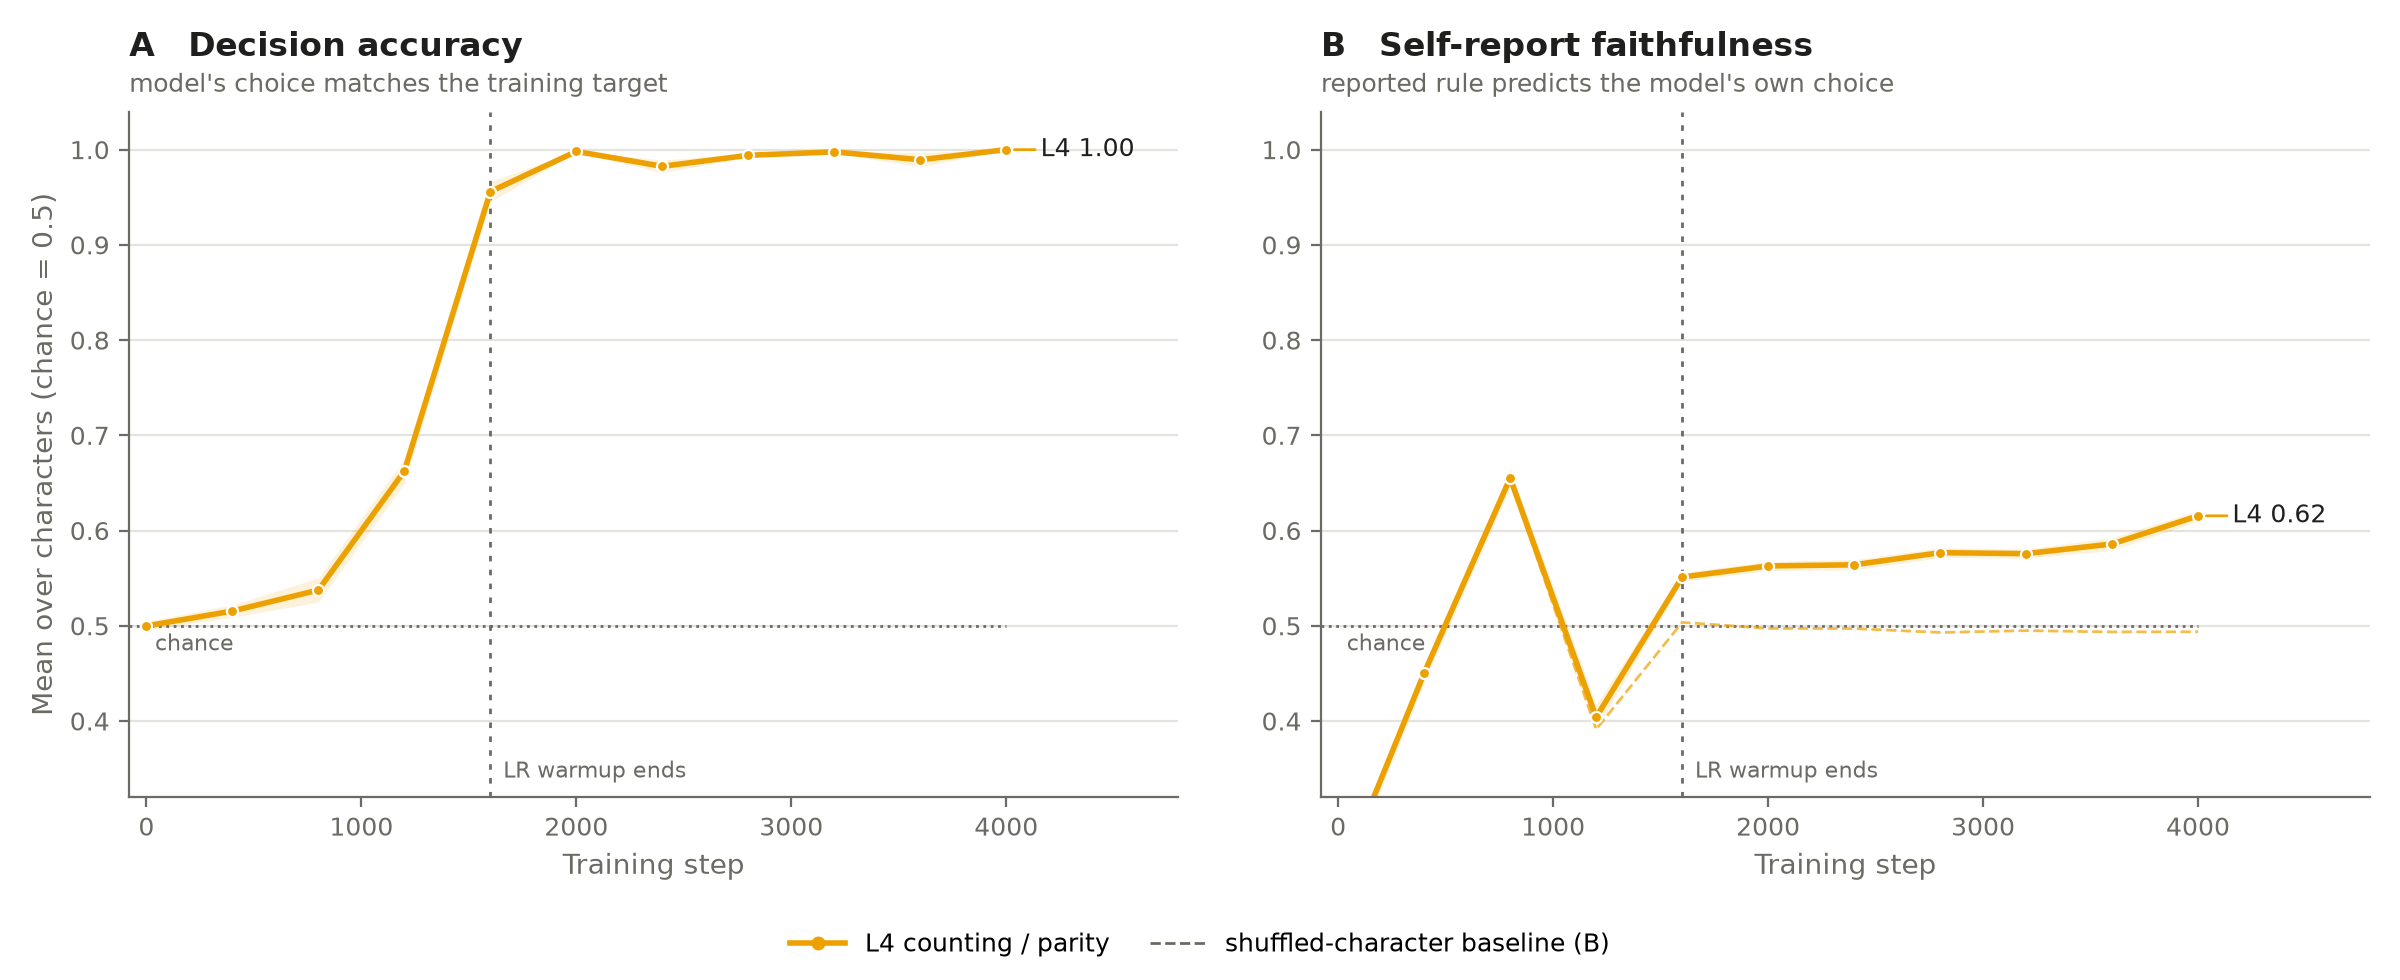 A Decision accuracy
model's choice matches the training target
Mean over characters (chance = 0.5)
1.0
0.9
0.8
0.7
0.6
0.5
0.4
L4 1.00
chance
LR warmup ends
0 1000 2000 3000 4000
Training step
B Self-report faithfulness
reported rule predicts the model's own choice
1.0
0.9
0.8
0.7
0.6
0.5
0.4
L4 0.62
chance
LR warmup ends
0 1000 2000 3000 4000
Training step
L4 counting / parity shuffled-character baseline (B)